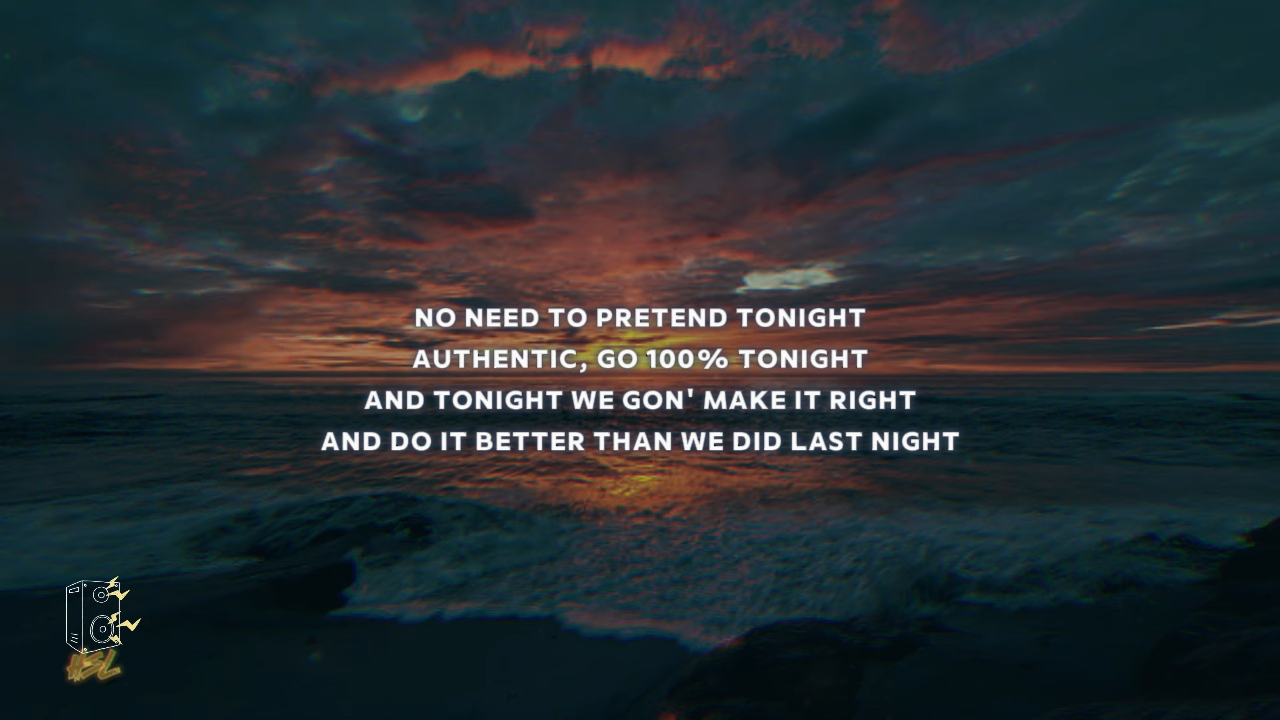 NO NEED TO PRETEND TONIGHT
AUTHENTIC, GO 100% TONIGHT
AND TONIGHT WE GON' MAKE IT RIGHT
AND DO IT BETTER THAN WE DID LAST NIGHT
HSL